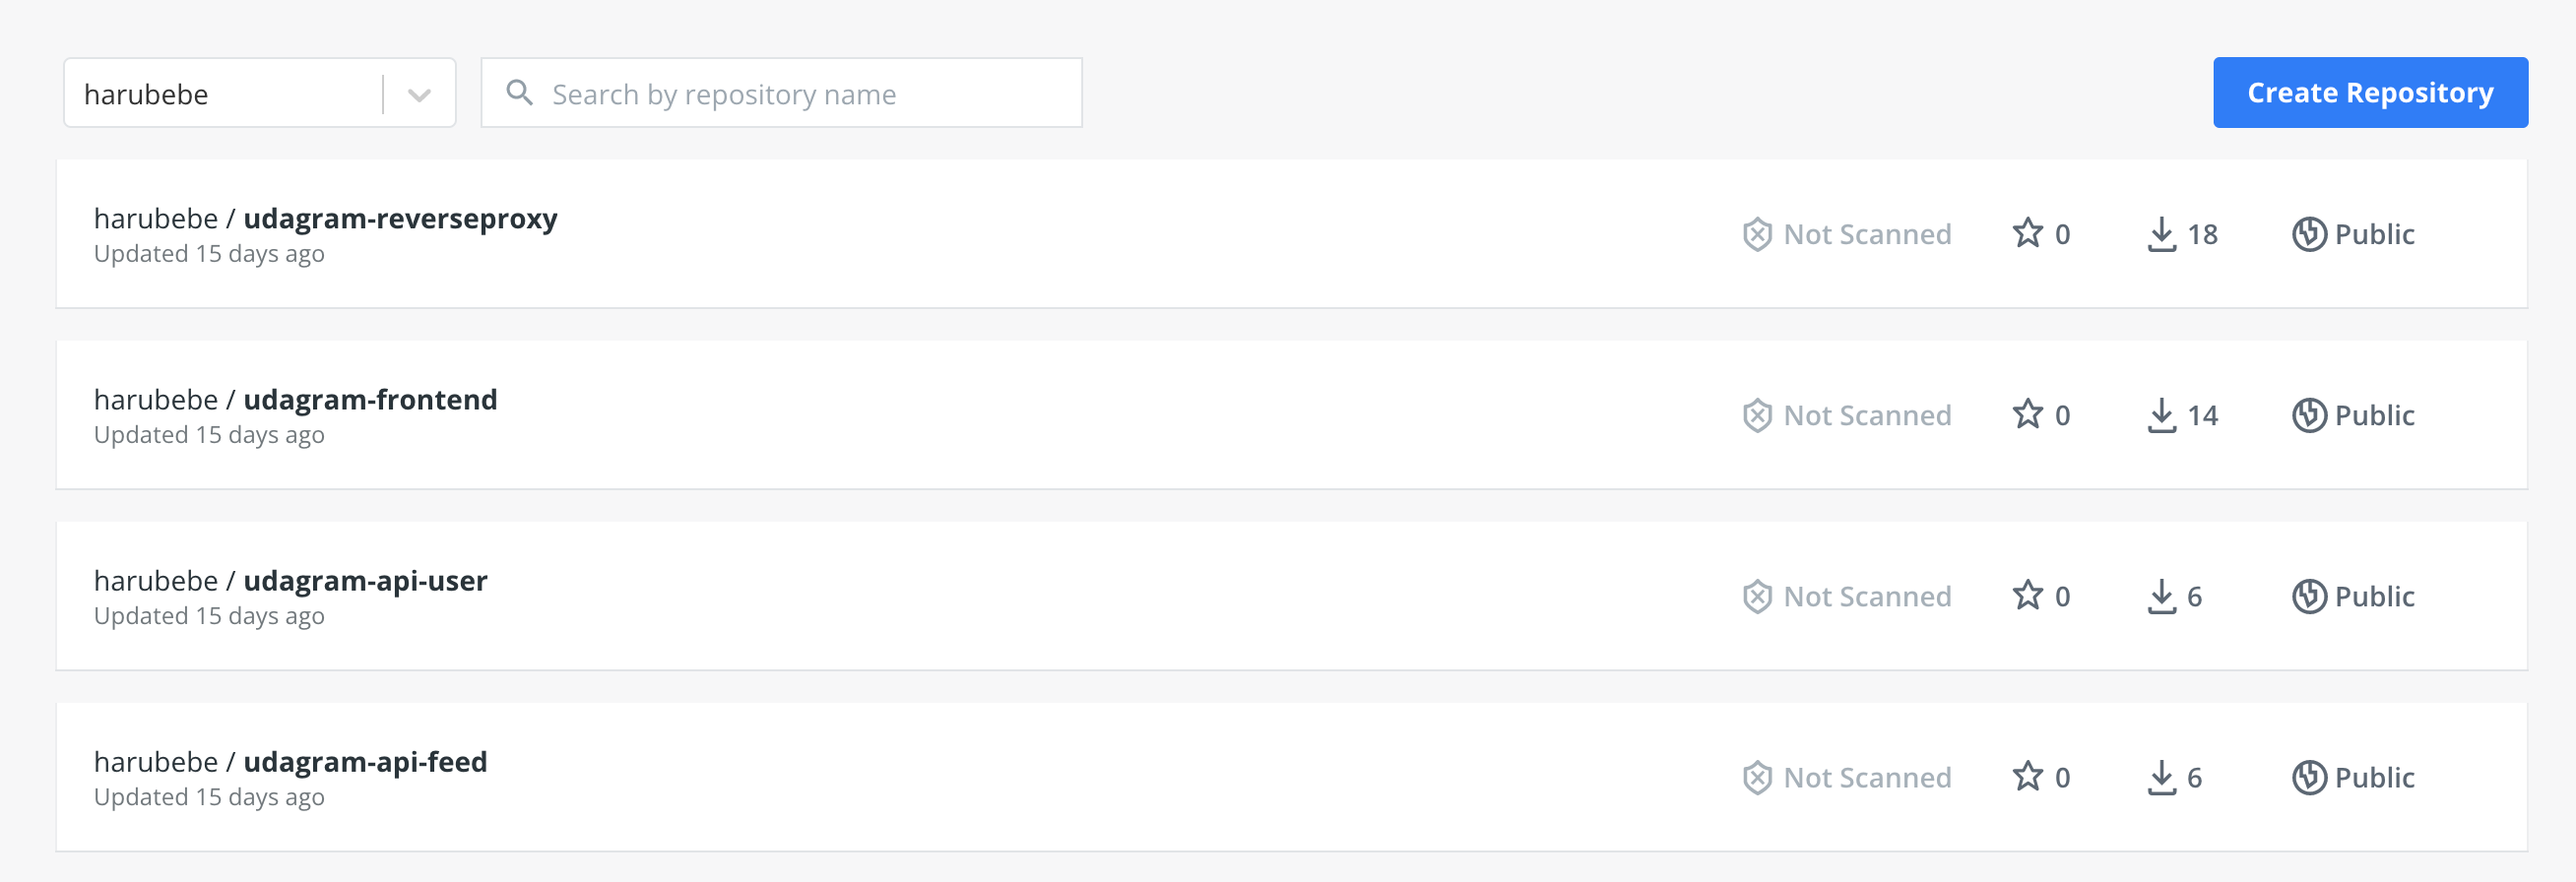 harubebe
Search by repository name
Create Repository
harubebe / udagram-reverseproxy
Updated 15 days ago
Not Scanned
0
18
Public
harubebe / udagram-frontend
Updated 15 days ago
Not Scanned
0
14
Public
harubebe / udagram-api-user
Updated 15 days ago
Not Scanned
0
6
Public
harubebe / udagram-api-feed
Updated 15 days ago
Not Scanned
0
6
Public